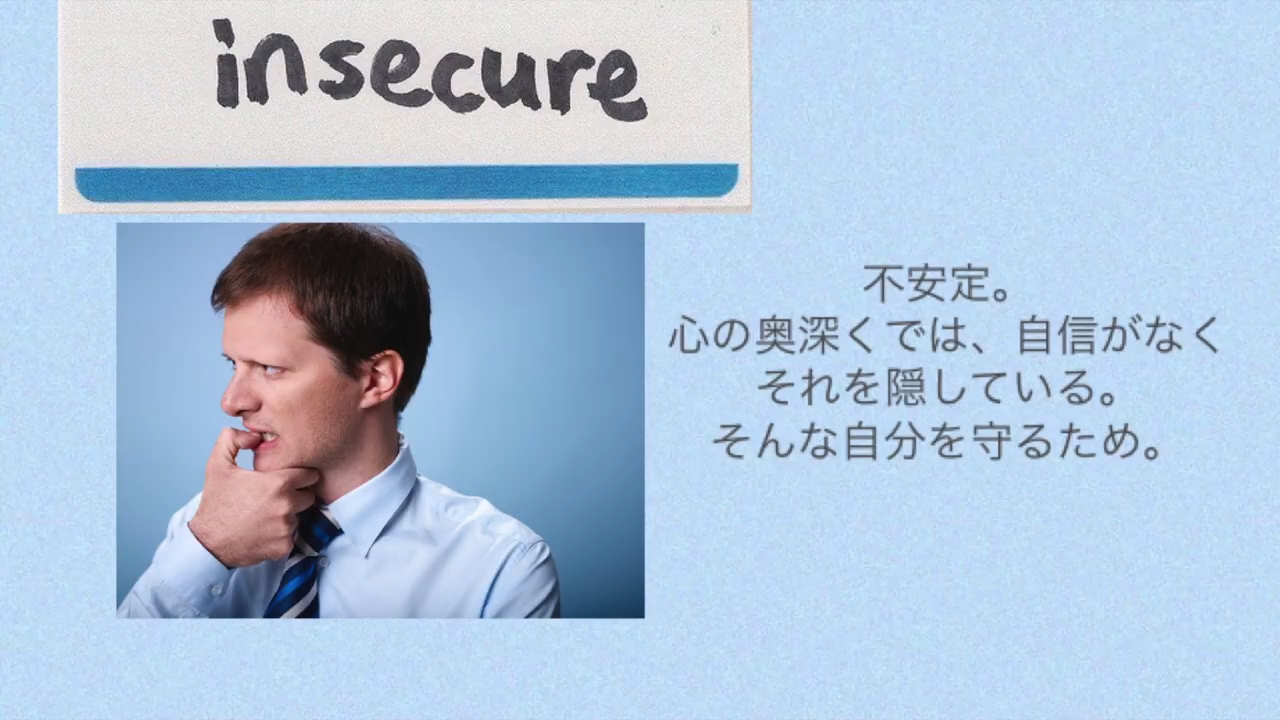 insecure
不安定。
心の奥深くでは、自信がなく
それを隠している。
そんな自分を守るため。